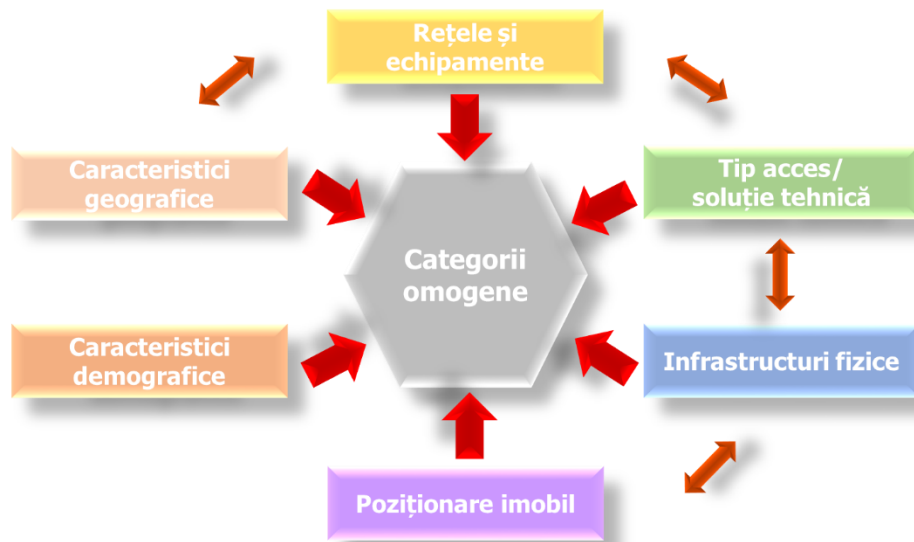 Rețele și
echipamente
Caracteristici
geografice
Tip acces/
soluție tehnică
Categorii
omogene
Caracteristici
demografice
Infrastructuri fizice
Poziționare imobil